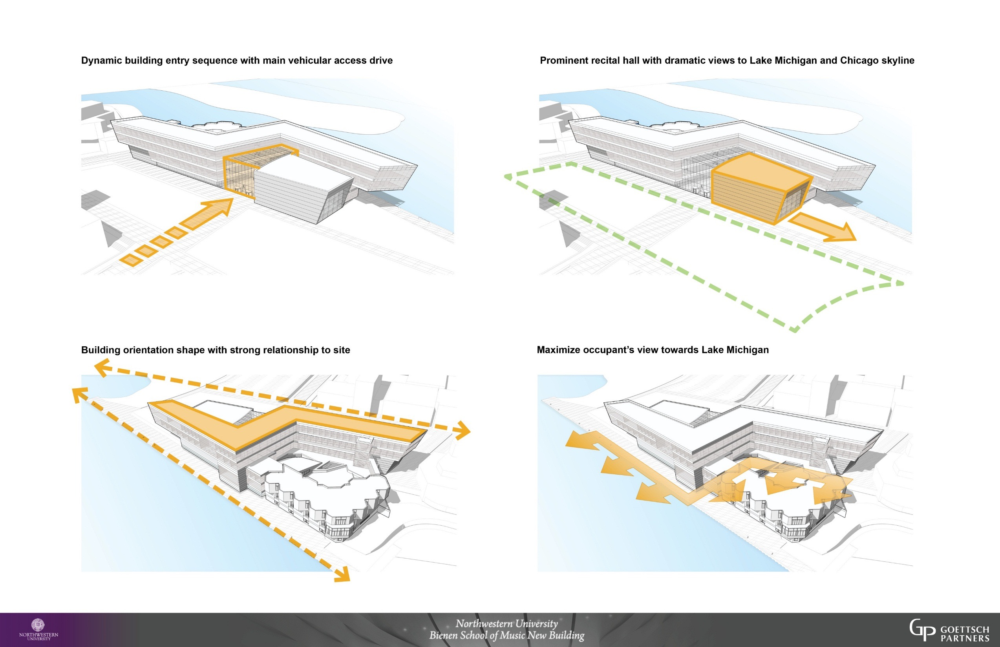 Dynamic building entry sequence with main vehicular access drive
Prominent recital hall with dramatic views to Lake Michigan and Chicago skyline
Building orientation shape with strong relationship to site
Maximize occupant’s view towards Lake Michigan
NORTHWESTERN
UNIVERSITY
Northwestern University
Bienen School of Music New Building
GP
GOETTSCH
PARTNERS